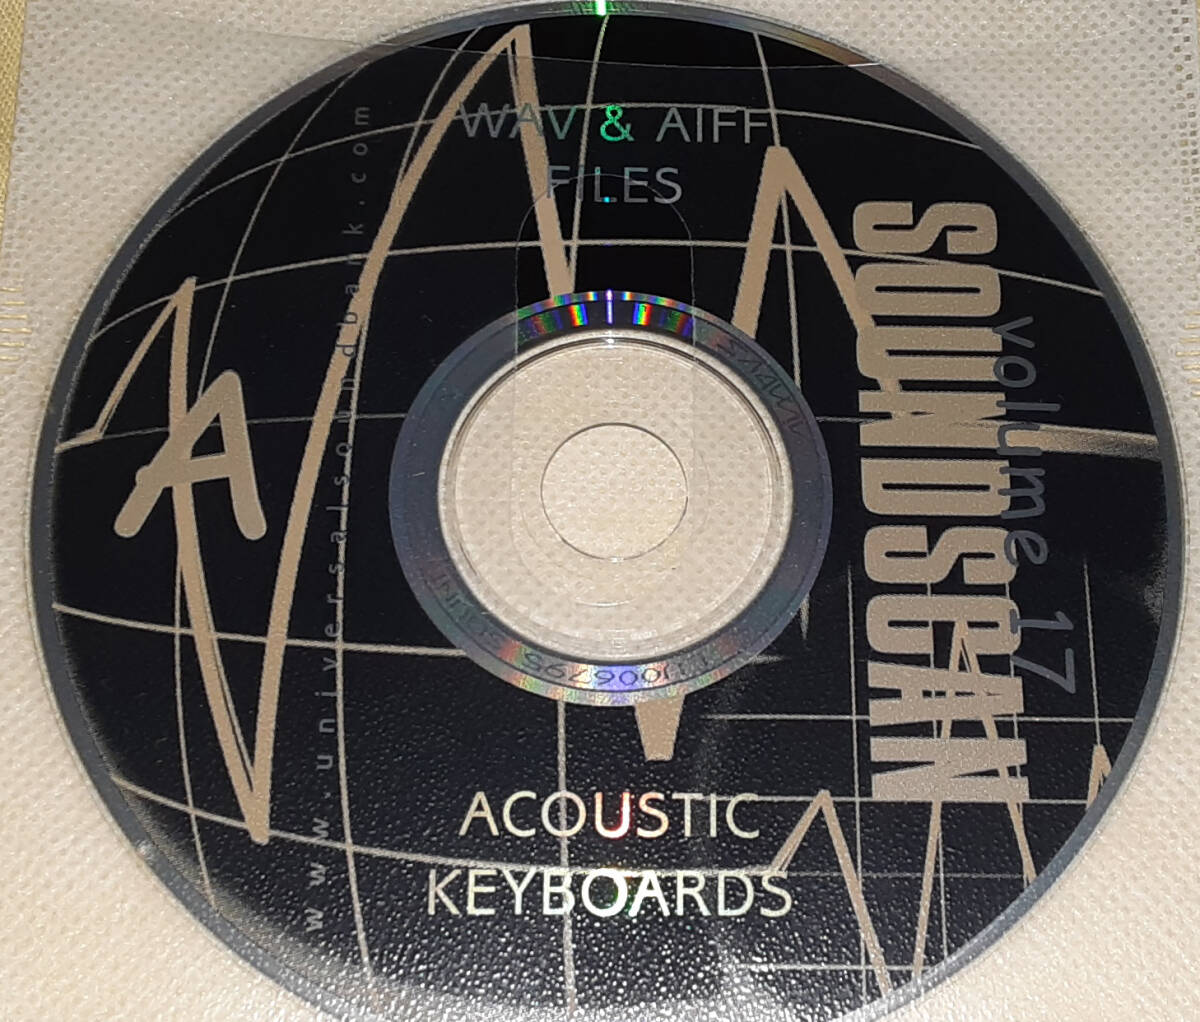 WAV & AIFF
FILES
SOUNDSCAN
volume 17
www.universalsoundbank.com
ACOUSTIC
KEYBOARDS